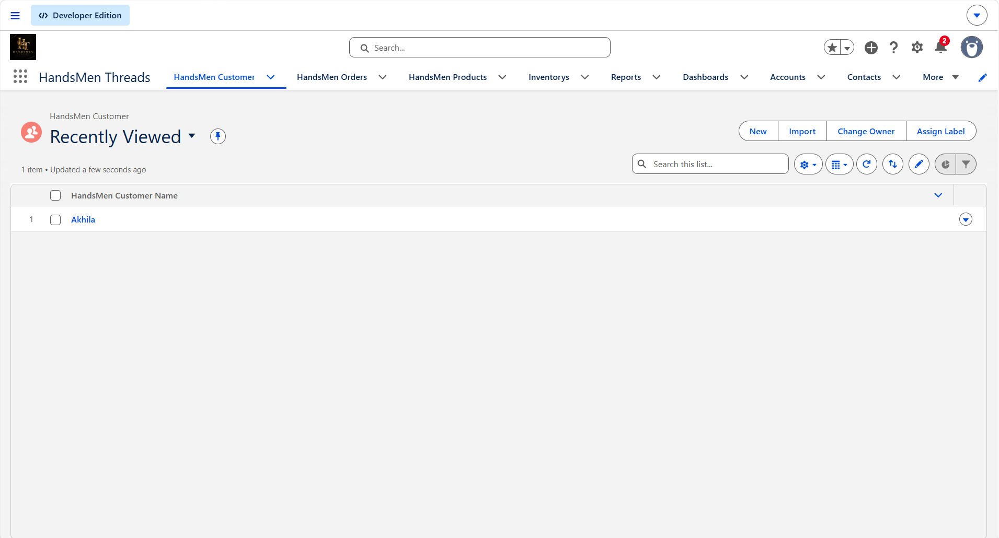 Developer Edition
HANDSMEN
Search...
2
HandsMen Threads
HandsMen Customer
HandsMen Orders
HandsMen Products
Inventorys
Reports
Dashboards
Accounts
Contacts
More
HandsMen Customer
Recently Viewed
New
Import
Change Owner
Assign Label
1 item • Updated a few seconds ago
Search this list...
HandsMen Customer Name
1
Akhila